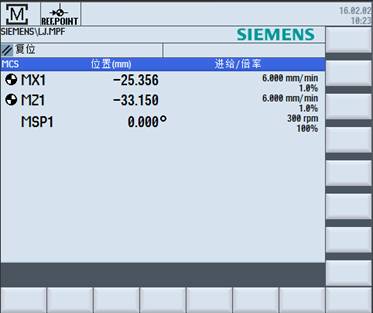 M REF.POINT 16.02.02
10:23
SIEMENS\LJ.MPF SIEMENS
复位
MCS 位置(mm) 进给/倍率
MX1 -25.356 6.000 mm/min
1.0%
MZ1 -33.150 6.000 mm/min
1.0%
MSP1 0.000° 300 rpm
100%